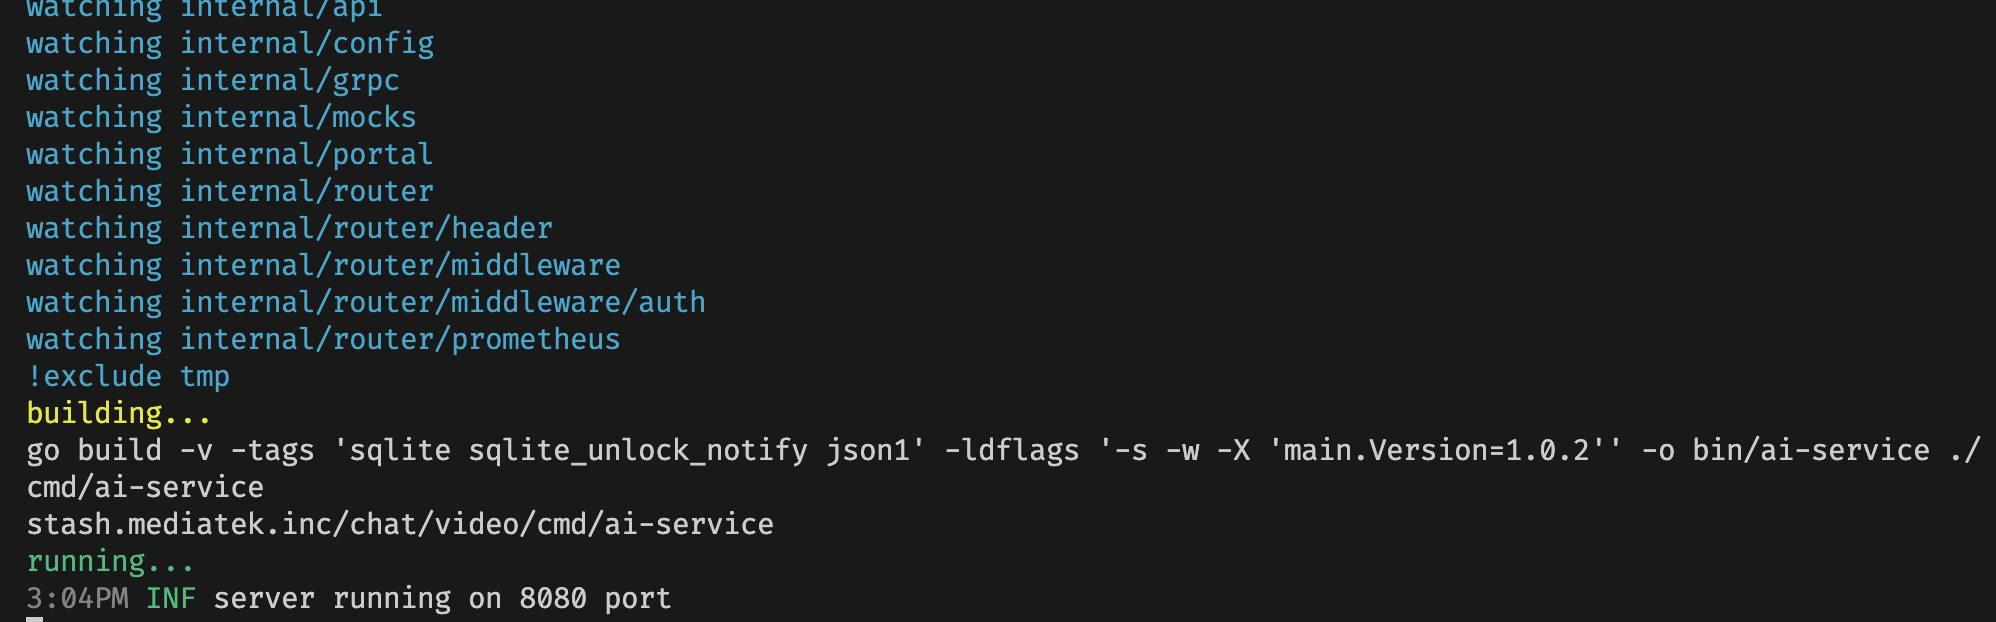 watching internal/api
watching internal/config
watching internal/grpc
watching internal/mocks
watching internal/portal
watching internal/router
watching internal/router/header
watching internal/router/middleware
watching internal/router/middleware/auth
watching internal/router/prometheus
!exclude tmp
building...
go build -v -tags 'sqlite sqlite_unlock_notify json1' -ldflags '-s -w -X 'main.Version=1.0.2'' -o bin/ai-service ./
cmd/ai-service
stash.mediatek.inc/chat/video/cmd/ai-service
running...
3:04PM INF server running on 8080 port